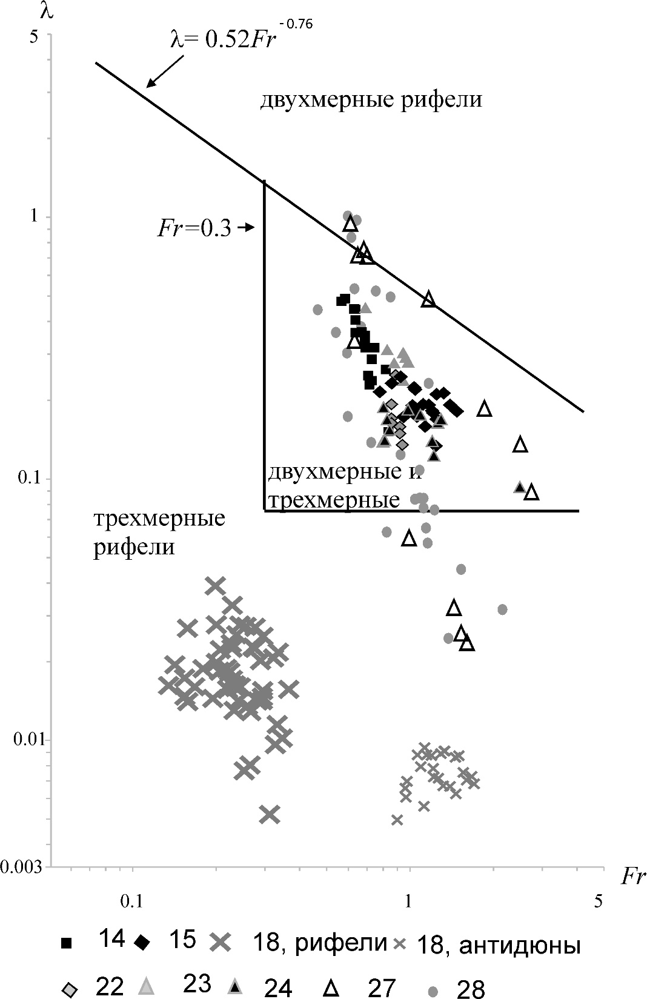 λ
5
λ= 0.52Fr^-0.76
двухмерные рифели
1
Fr=0.3
0.1
двухмерные и
трехмерные
трехмерные
рифели
0.01
0.003
Fr
0.1 1 5
14 15 18, рифели 18, антидюны
22 23 24 27 28